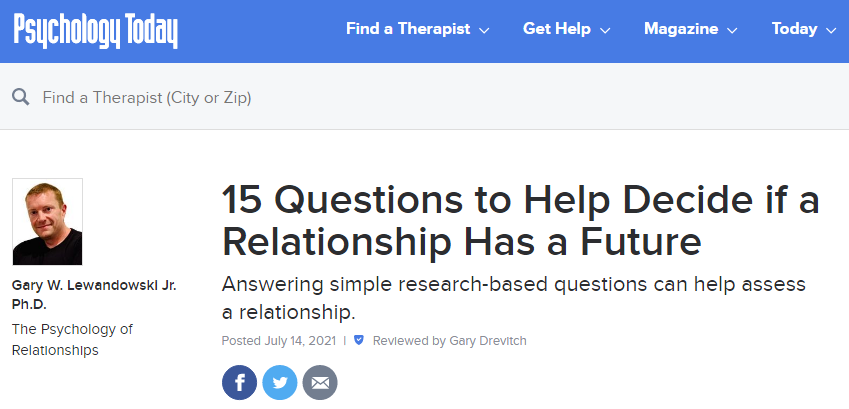 Psychology Today
Find a Therapist
Get Help
Magazine
Today
Find a Therapist (City or Zip)
15 Questions to Help Decide if a
Relationship Has a Future
Answering simple research-based questions can help assess
a relationship.
Posted July 14, 2021 | Reviewed by Gary Drevitch
Gary W. Lewandowski Jr.
Ph.D.
The Psychology of
Relationships